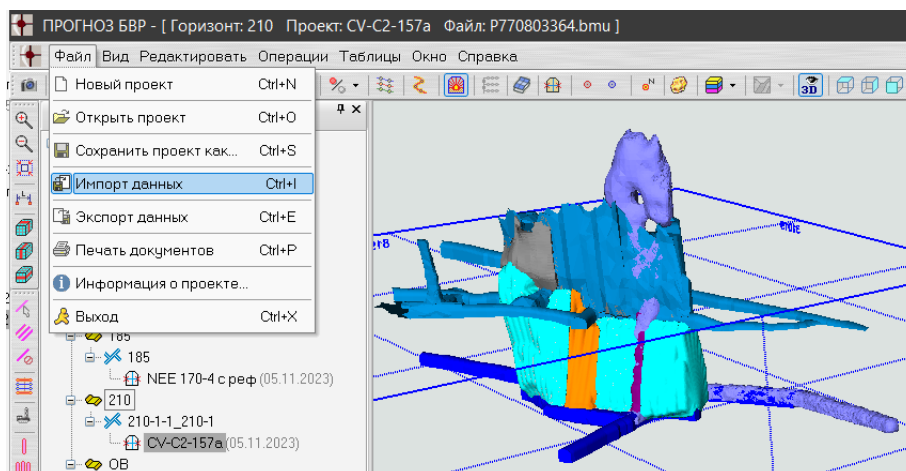 ПРОГНОЗ БВР - [ Горизонт: 210 Проект: CV-C2-157a Файл: P770803364.bmu ]
Файл Вид Редактировать Операции Таблицы Окно Справка
Новый проект Ctrl+N
Открыть проект Ctrl+O
Сохранить проект как... Ctrl+S
Импорт данных Ctrl+I
Экспорт данных Ctrl+E
Печать документов Ctrl+P
Информация о проекте...
Выход Ctrl+X
3D
185
185
NEE 170-4 с реф (05.11.2023)
210
210-1-1_210-1
CV-C2-157a (05.11.2023)
ОВ